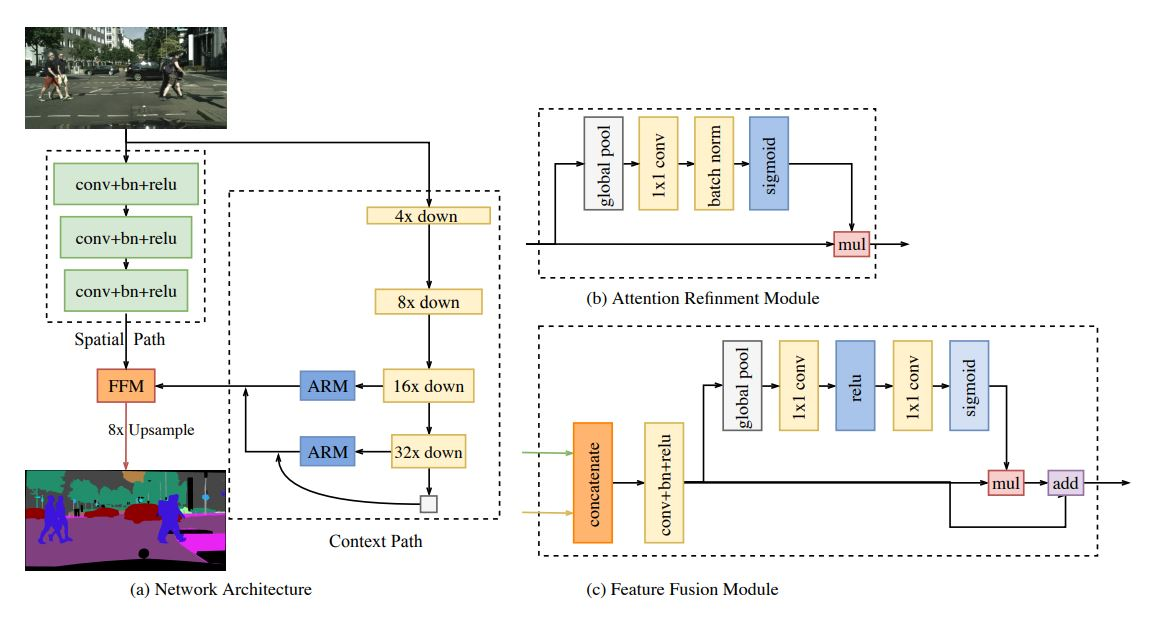 conv+bn+relu
conv+bn+relu
conv+bn+relu
Spatial Path
FFM
8x Upsample
4x down
8x down
ARM
16x down
ARM
32x down
Context Path
(a) Network Architecture
global pool
1x1 conv
batch norm
sigmoid
mul
(b) Attention Refinment Module
global pool
1x1 conv
relu
1x1 conv
sigmoid
concatenate
conv+bn+relu
mul
add
(c) Feature Fusion Module